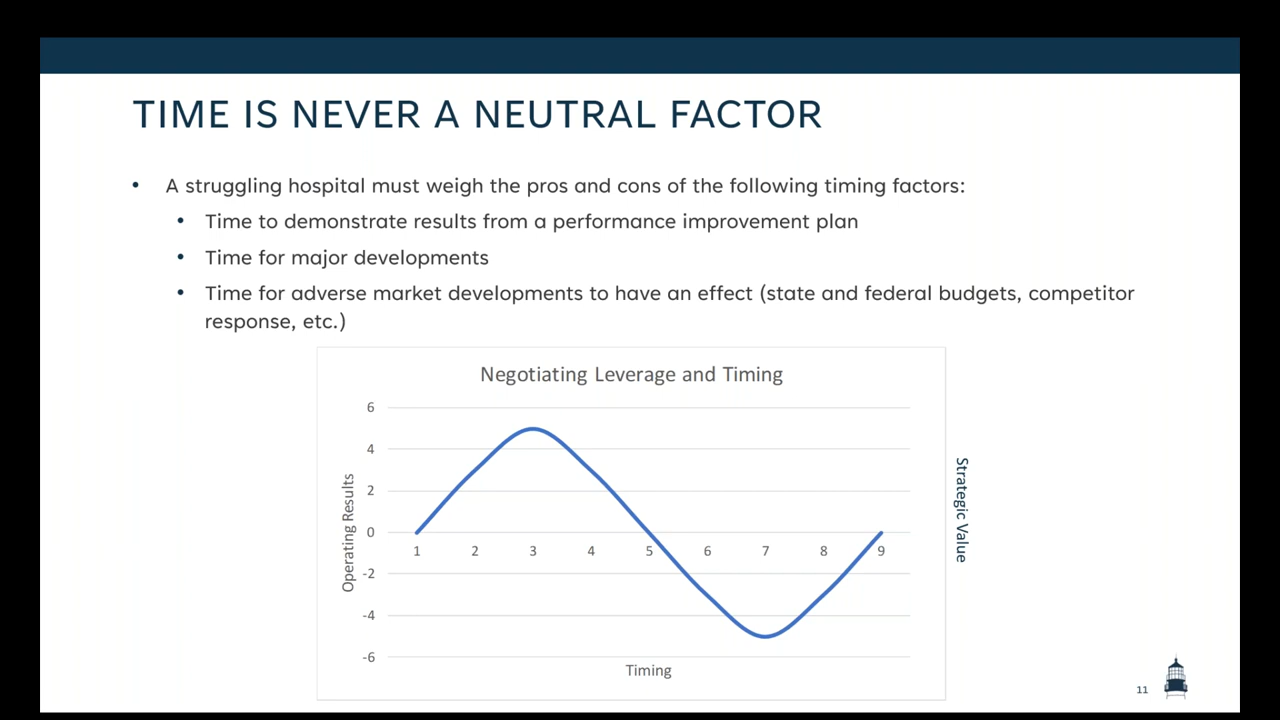 TIME IS NEVER A NEUTRAL FACTOR
• A struggling hospital must weigh the pros and cons of the following timing factors:
• Time to demonstrate results from a performance improvement plan
• Time for major developments
• Time for adverse market developments to have an effect (state and federal budgets, competitor
response, etc.)
Negotiating Leverage and Timing
Operating Results
6
4
2
0
-2
-4
-6
1 2 3 4 5 6 7 8 9
Timing
Strategic Value
11